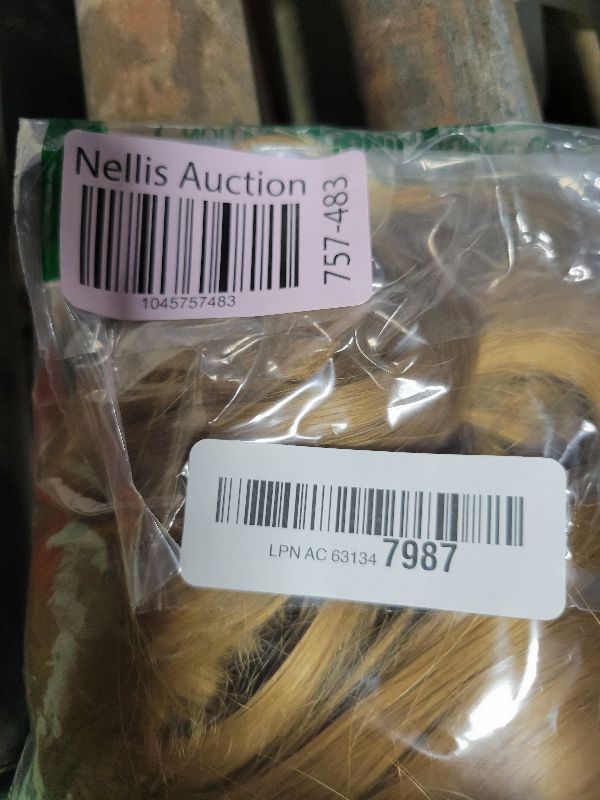 Nellis Auction
757-483
1045757483
LPN AC 63134 7987